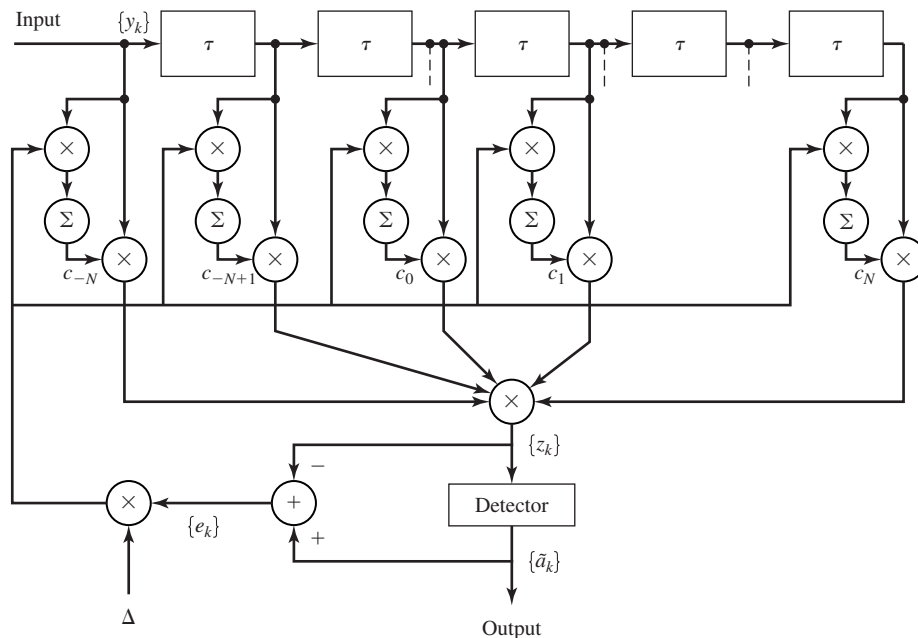 Input
{y_k}
τ τ τ τ τ
× × × × ×
Σ Σ Σ Σ Σ
× × × × ×
c_{−N} c_{−N+1} c_0 c_1 c_N
×
{z_k}
−
× + Detector
{e_k}
+
{ã_k}
Δ
Output